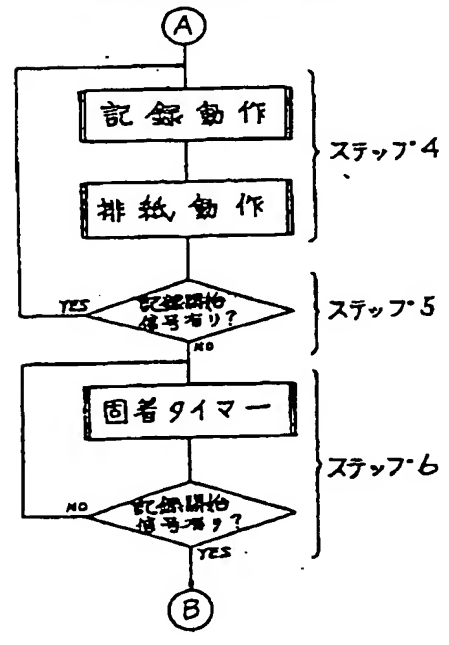 A
記録動作
ステップ4
排紙動作
記録開始
信号有り?
YES
ステップ5
NO
固着タイマー
ステップ6
記録開始
信号有り?
NO
YES
B